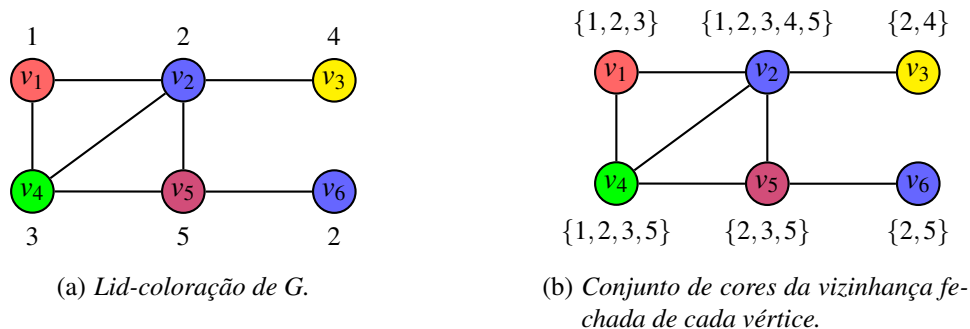 1 2 4
v1 v2 v3
v4 v5 v6
3 5 2
(a) Lid-coloração de G.
{1,2,3} {1,2,3,4,5} {2,4}
v1 v2 v3
v4 v5 v6
{1,2,3,5} {2,3,5} {2,5}
(b) Conjunto de cores da vizinhança fe-
chada de cada vértice.